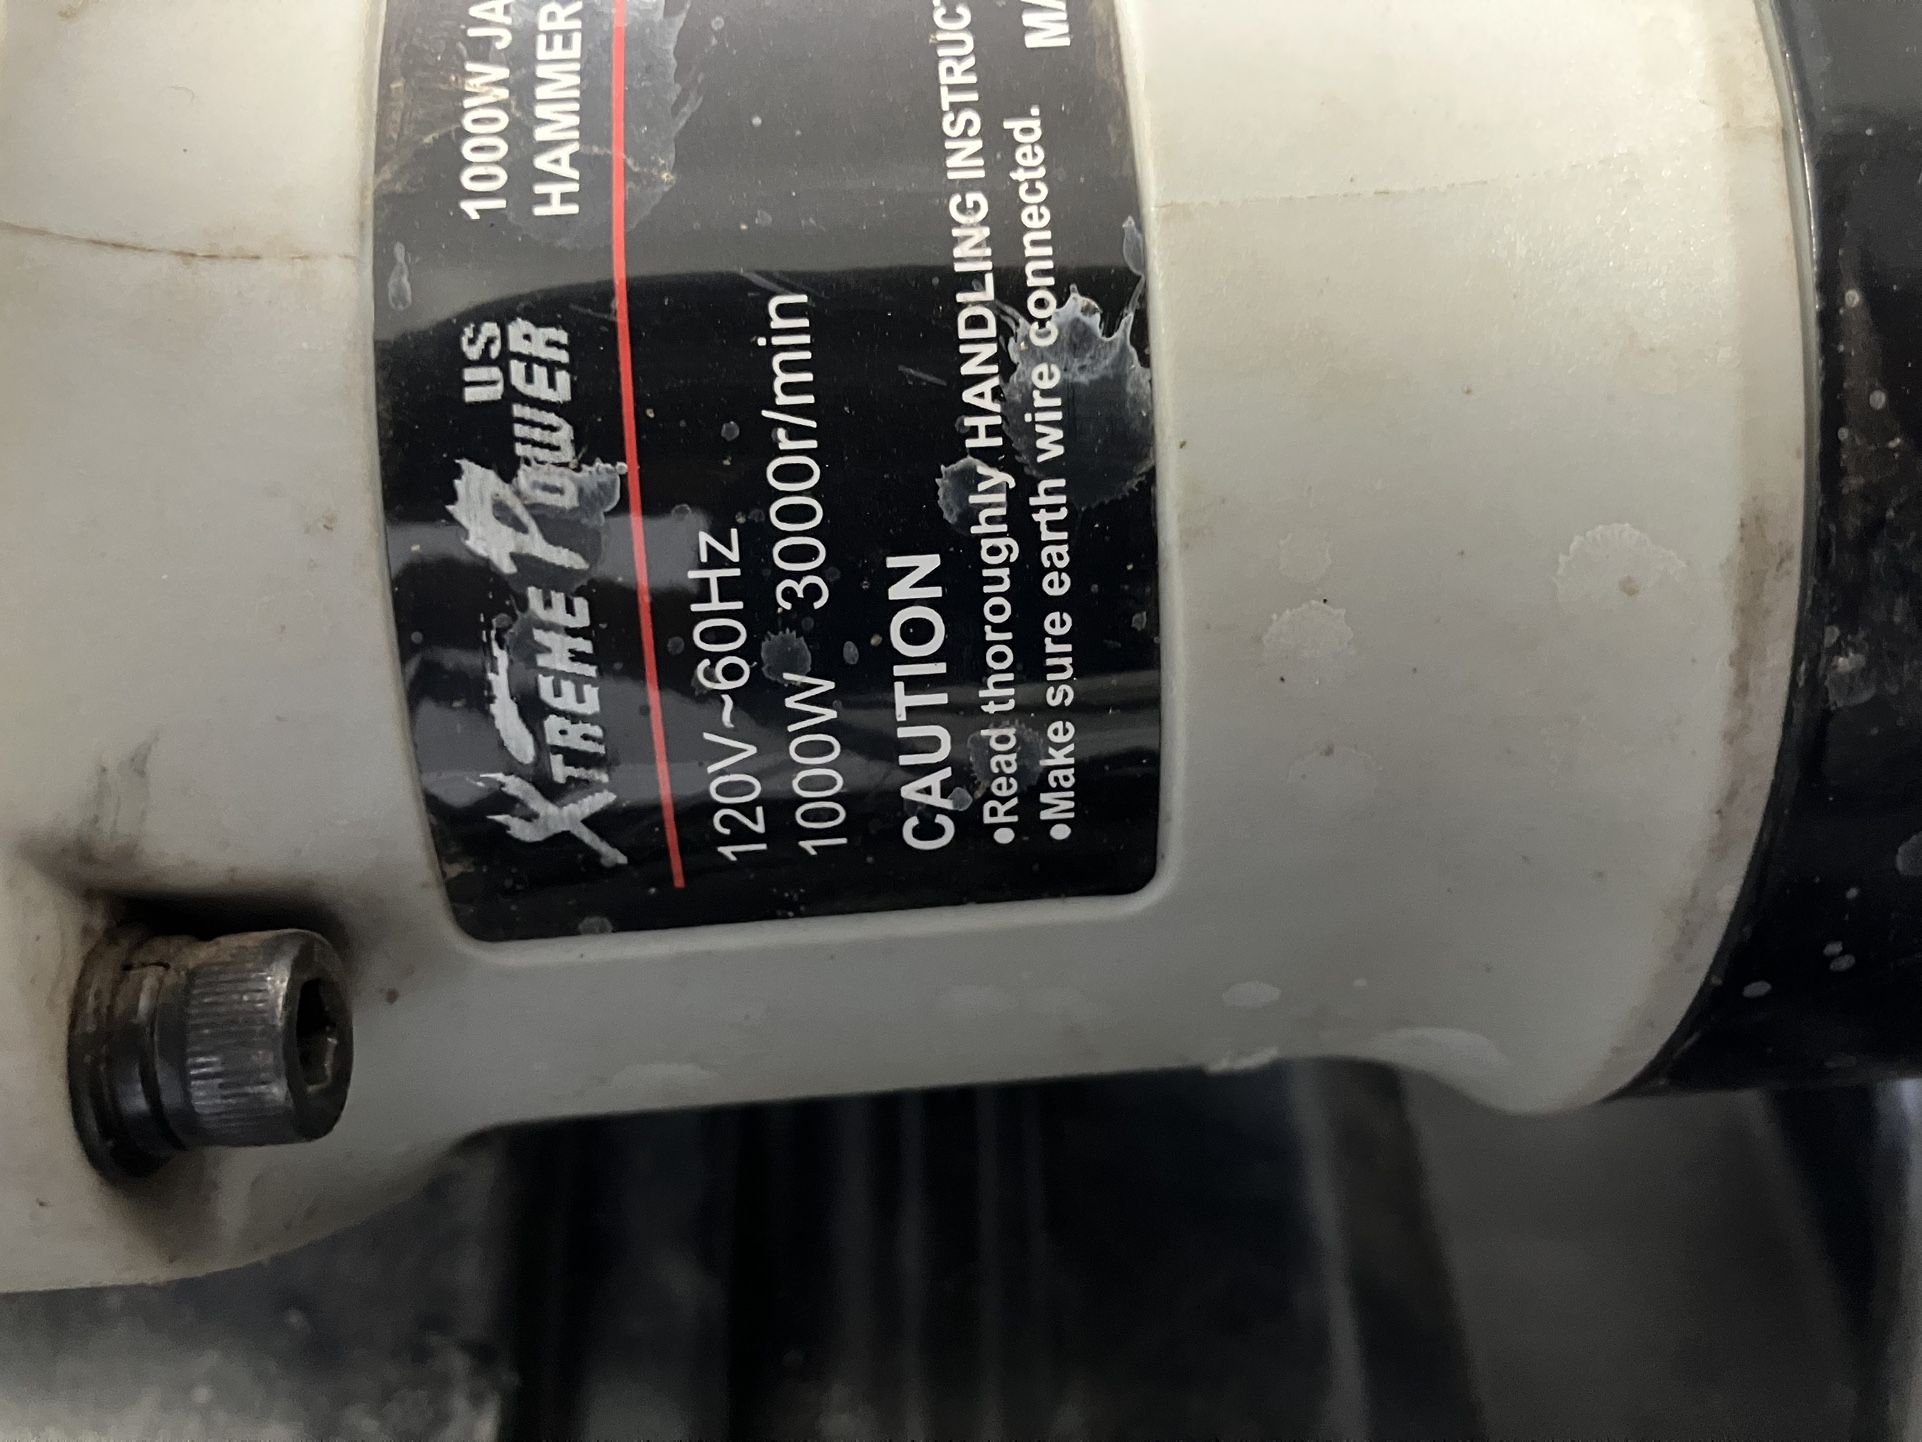 XTREME POWER
US
1000W JA
HAMMER
120V~60Hz
1000W 3000r/min
CAUTION
•Read thoroughly HANDLING INSTRUCT
•Make sure earth wire connected. MA